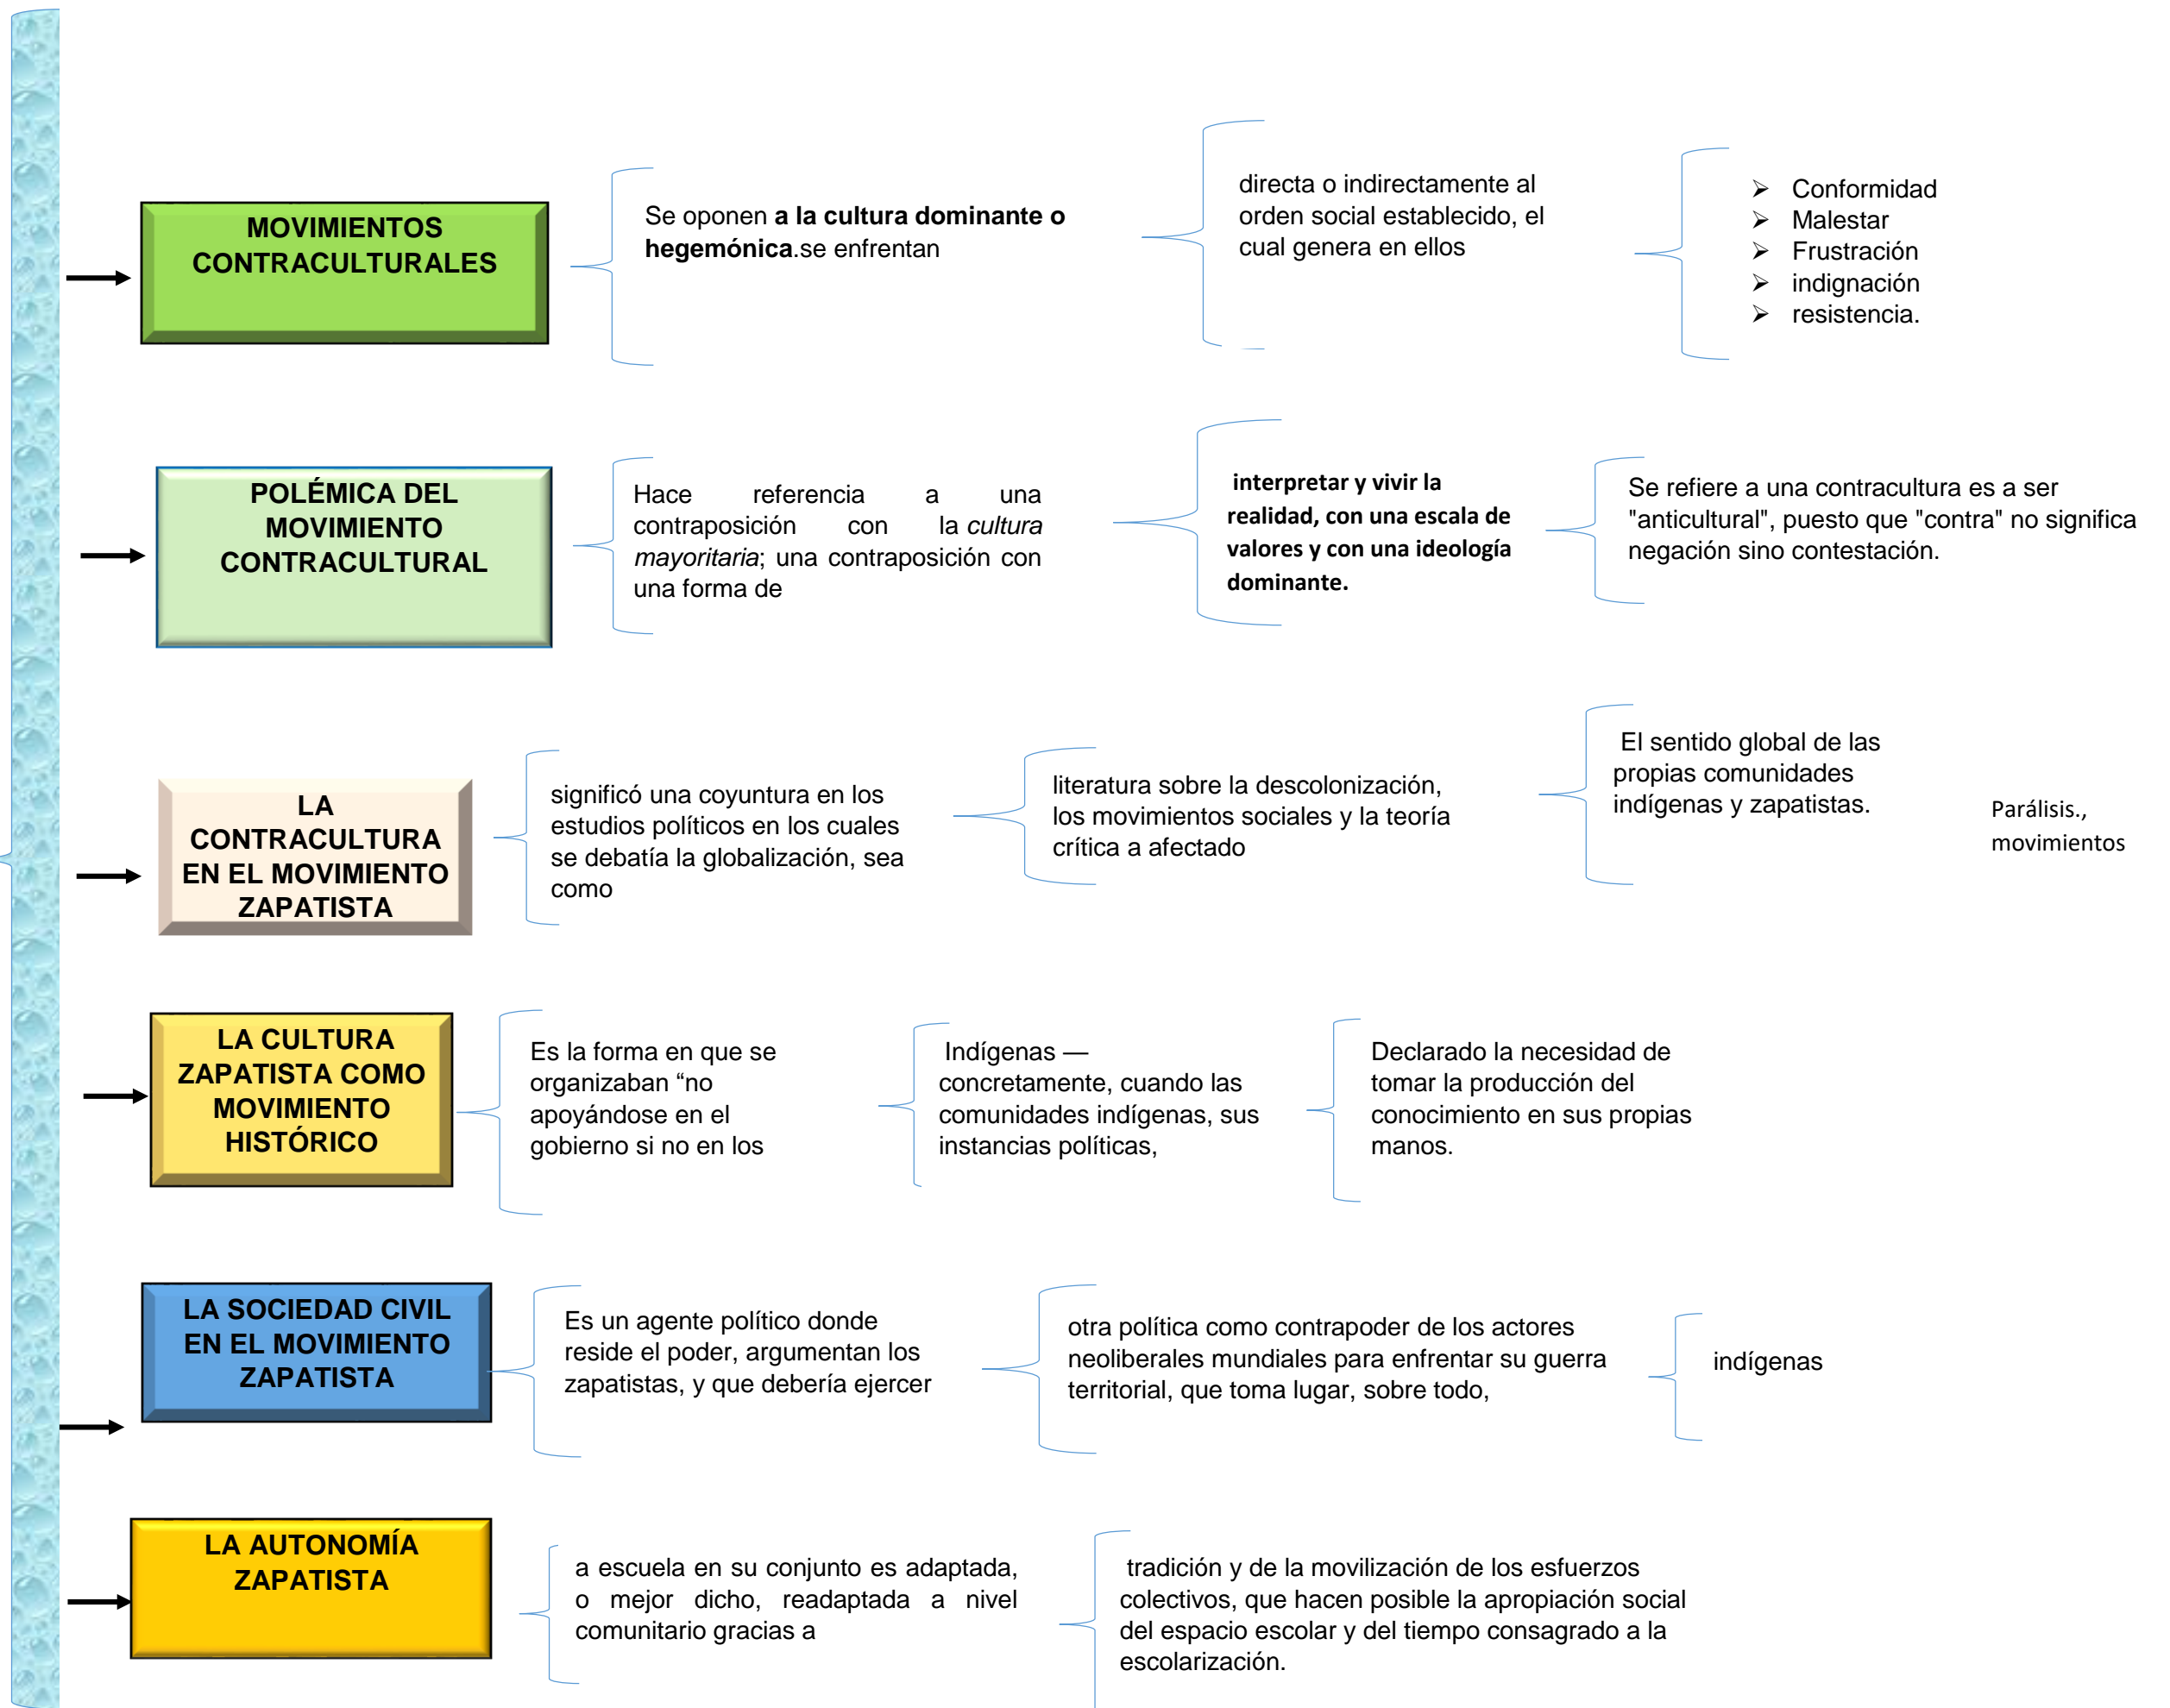 MOVIMIENTOS
CONTRACULTURALES
Se oponen a la cultura dominante o
hegemónica.se enfrentan
directa o indirectamente al
orden social establecido, el
cual genera en ellos
➢ Conformidad
➢ Malestar
➢ Frustración
➢ indignación
➢ resistencia.
POLÉMICA DEL
MOVIMIENTO
CONTRACULTURAL
Hace referencia a una
contraposición con la cultura
mayoritaria; una contraposición con
una forma de
interpretar y vivir la
realidad, con una escala de
valores y con una ideología
dominante.
Se refiere a una contracultura es a ser
"anticultural", puesto que "contra" no significa
negación sino contestación.
LA
CONTRACULTURA
EN EL MOVIMIENTO
ZAPATISTA
significó una coyuntura en los
estudios políticos en los cuales
se debatía la globalización, sea
como
literatura sobre la descolonización,
los movimientos sociales y la teoría
crítica a afectado
El sentido global de las
propias comunidades
indígenas y zapatistas.
Parálisis.,
movimientos
LA CULTURA
ZAPATISTA COMO
MOVIMIENTO
HISTÓRICO
Es la forma en que se
organizaban “no
apoyándose en el
gobierno si no en los
Indígenas —
concretamente, cuando las
comunidades indígenas, sus
instancias políticas,
Declarado la necesidad de
tomar la producción del
conocimiento en sus propias
manos.
LA SOCIEDAD CIVIL
EN EL MOVIMIENTO
ZAPATISTA
Es un agente político donde
reside el poder, argumentan los
zapatistas, y que debería ejercer
otra política como contrapoder de los actores
neoliberales mundiales para enfrentar su guerra
territorial, que toma lugar, sobre todo,
indígenas
LA AUTONOMÍA
ZAPATISTA
a escuela en su conjunto es adaptada,
o mejor dicho, readaptada a nivel
comunitario gracias a
tradición y de la movilización de los esfuerzos
colectivos, que hacen posible la apropiación social
del espacio escolar y del tiempo consagrado a la
escolarización.